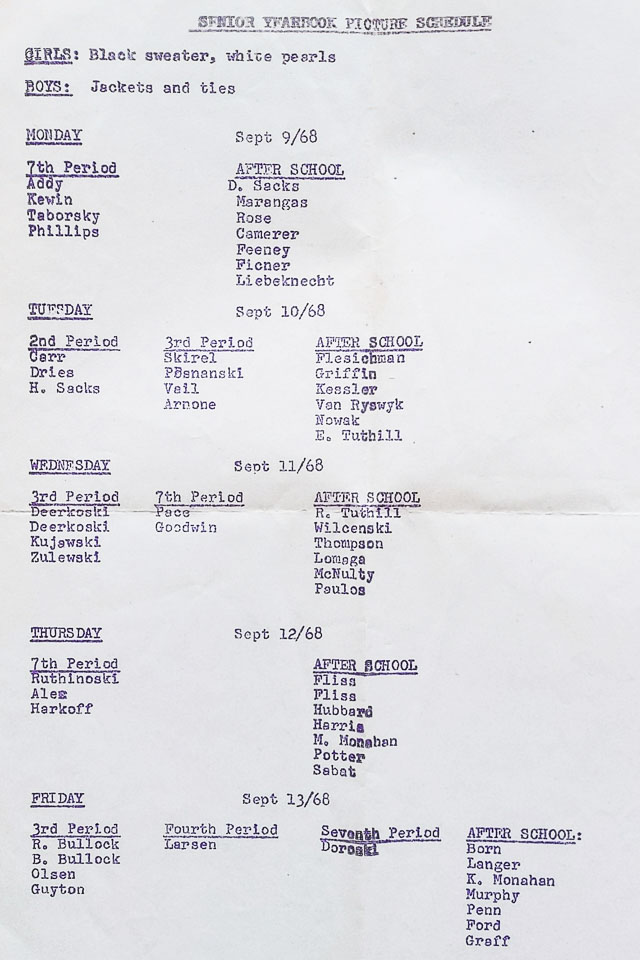 SENIOR YEARBOOK PICTURE SCHEDULE
GIRLS: Black sweater, white pearls
BOYS: Jackets and ties
MONDAY Sept 9/68
7th Period AFTER SCHOOL
Addy D. Sacks
Kewin Marangas
Taborsky Rose
Phillips Camerer
Feeney
Ficner
Liebeknecht
TUESDAY Sept 10/68
2nd Period 3rd Period AFTER SCHOOL
Carr Skirel Flesichman
Dries Posnanski Griffin
H. Sacks Vail Kessler
Arnone Van Ryswyk
Nowak
E. Tuthill
WEDNESDAY Sept 11/68
3rd Period 7th Period AFTER SCHOOL
Deerkoski Pace R. Tuthill
Deerkoski Goodwin Wilcenski
Kujawski Thompson
Zulewski Lomaga
McNulty
Paulos
THURSDAY Sept 12/68
7th Period AFTER SCHOOL
Ruthinoski Fliss
Alex Fliss
Harkoff Hubbard
Harris
M. Monahan
Potter
Sabat
FRIDAY Sept 13/68
3rd Period Fourth Period Seventh Period AFTER SCHOOL:
R. Bullock Larsen Doroski Born
B. Bullock Langer
Olsen K. Monahan
Guyton Murphy
Penn
Ford
Graff